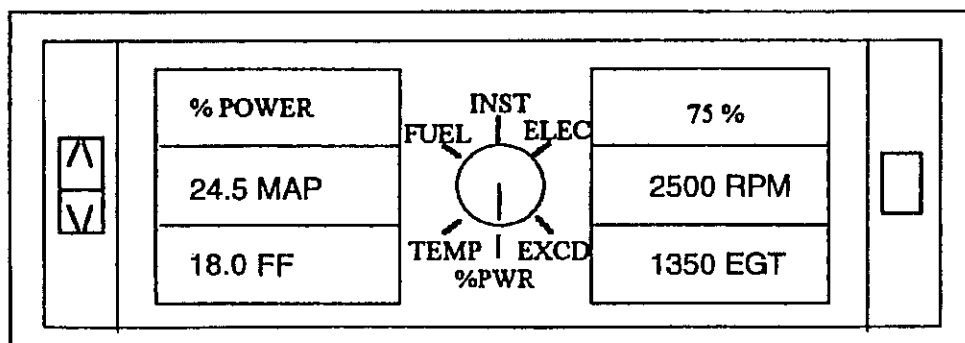 % POWER
24.5 MAP
18.0 FF
INST
FUEL
ELEC
TEMP
EXCD
%PWR
75 %
2500 RPM
1350 EGT